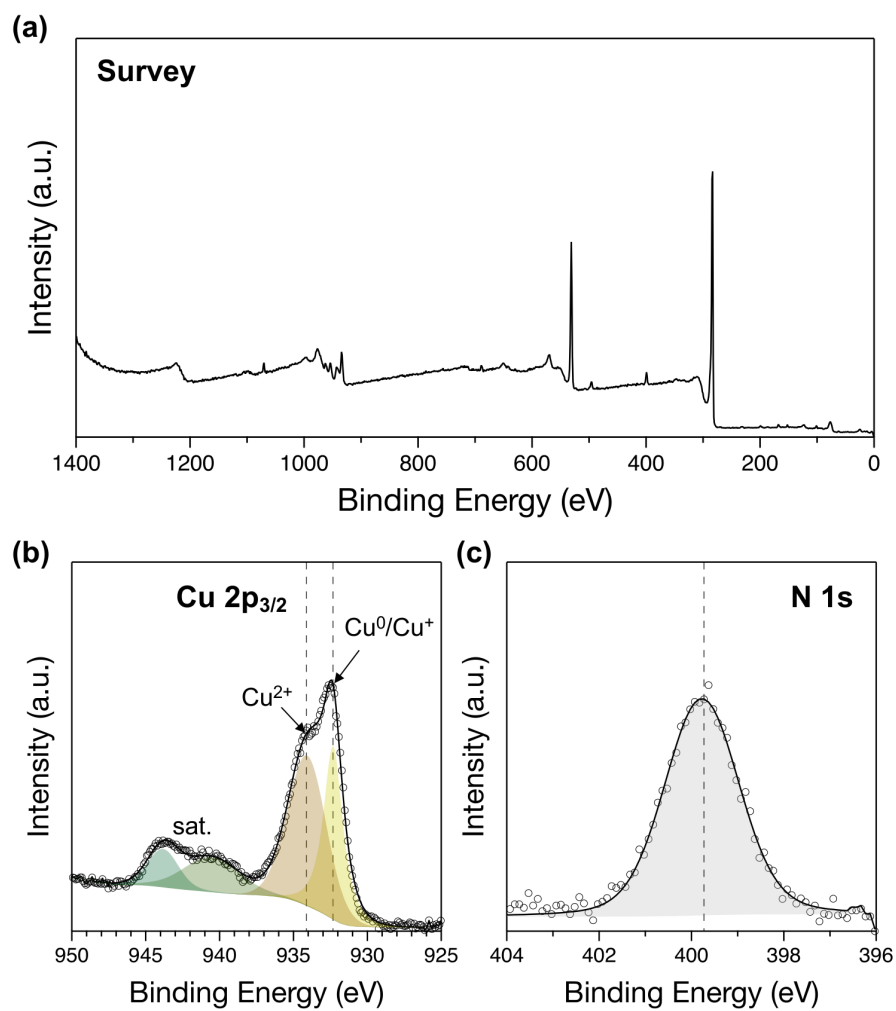 (a)
Survey
Intensity (a.u.)
1400 1200 1000 800 600 400 200 0
Binding Energy (eV)
(b)
Cu 2p3/2
Cu0/Cu+
Cu2+
sat.
Intensity (a.u.)
950 945 940 935 930 925
Binding Energy (eV)
(c)
N 1s
Intensity (a.u.)
404 402 400 398 396
Binding Energy (eV)